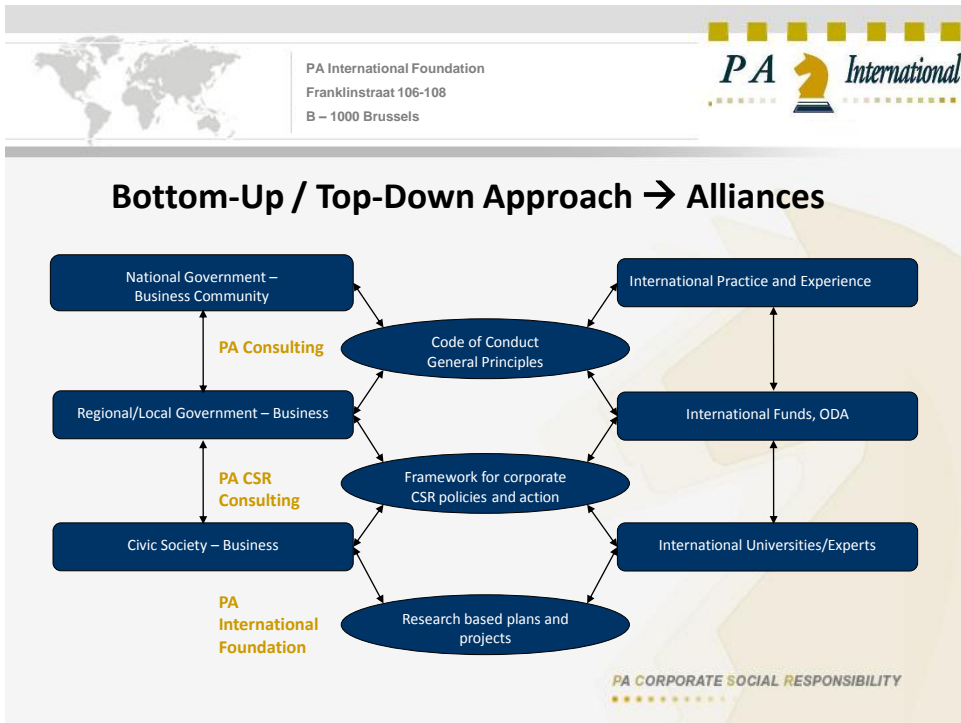 PA International Foundation
Franklinstraat 106-108
B – 1000 Brussels
PA International
Bottom-Up / Top-Down Approach → Alliances
National Government –
Business Community
International Practice and Experience
PA Consulting
Code of Conduct
General Principles
Regional/Local Government – Business
International Funds, ODA
PA CSR
Consulting
Framework for corporate
CSR policies and action
Civic Society – Business
International Universities/Experts
PA
International
Foundation
Research based plans and
projects
PA CORPORATE SOCIAL RESPONSIBILITY